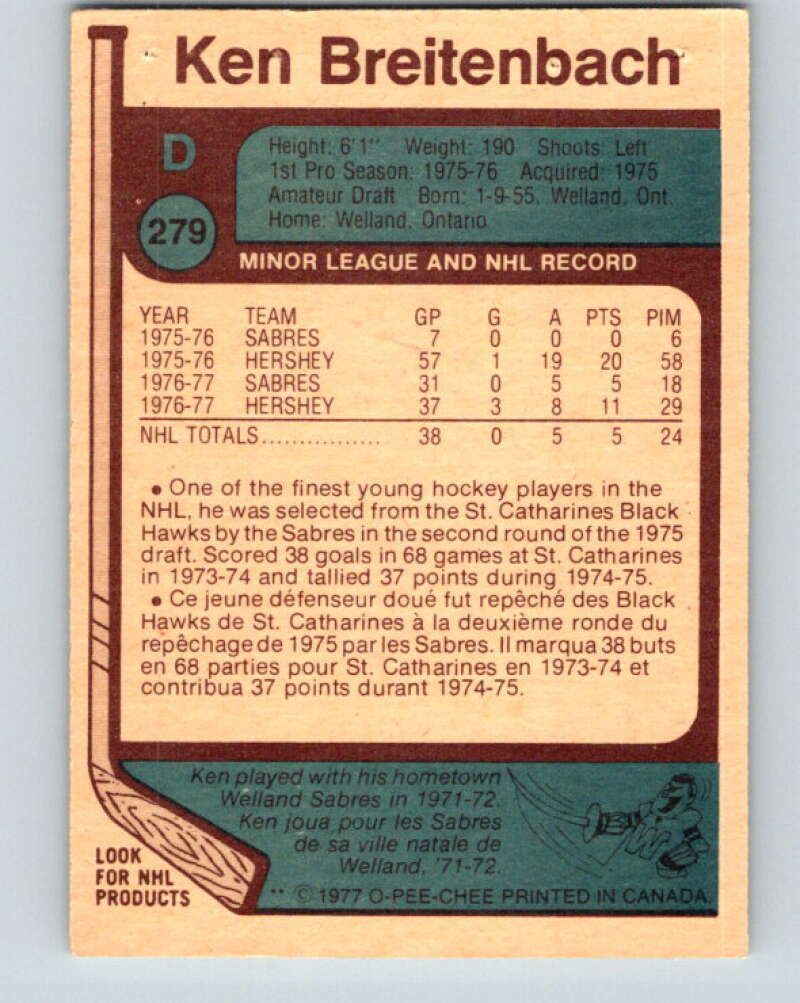 Ken Breitenbach
D
279
Height: 6'1" Weight: 190 Shoots: Left
1st Pro Season: 1975-76 Acquired: 1975
Amateur Draft Born: 1-9-55, Welland, Ont.
Home: Welland, Ontario
MINOR LEAGUE AND NHL RECORD
YEAR TEAM GP G A PTS PIM
1975-76 SABRES 7 0 0 0 6
1975-76 HERSHEY 57 1 19 20 58
1976-77 SABRES 31 0 5 5 18
1976-77 HERSHEY 37 3 8 11 29
NHL TOTALS................ 38 0 5 5 24
• One of the finest young hockey players in the
NHL, he was selected from the St. Catharines Black
Hawks by the Sabres in the second round of the 1975
draft. Scored 38 goals in 68 games at St. Catharines
in 1973-74 and tallied 37 points during 1974-75.
• Ce jeune défenseur doué fut repêché des Black
Hawks de St. Catharines à la deuxième ronde du
repêchage de 1975 par les Sabres. Il marqua 38 buts
en 68 parties pour St. Catharines en 1973-74 et
contribua 37 points durant 1974-75.
Ken played with his hometown
Welland Sabres in 1971-72.
Ken joua pour les Sabres
de sa ville natale de
Welland, '71-72.
LOOK
FOR NHL
PRODUCTS
** © 1977 O-PEE-CHEE PRINTED IN CANADA.